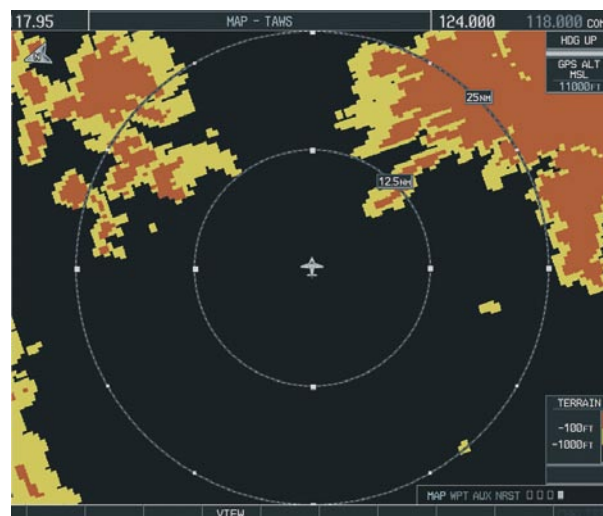 17.95 MAP - TAWS 124.000 118.000 COM
HDG UP
GPS ALT
MSL
11000FT
N
25NM
12.5NM
TERRAIN
-100FT
-1000FT
MAP WPT AUX NRST
VIEW